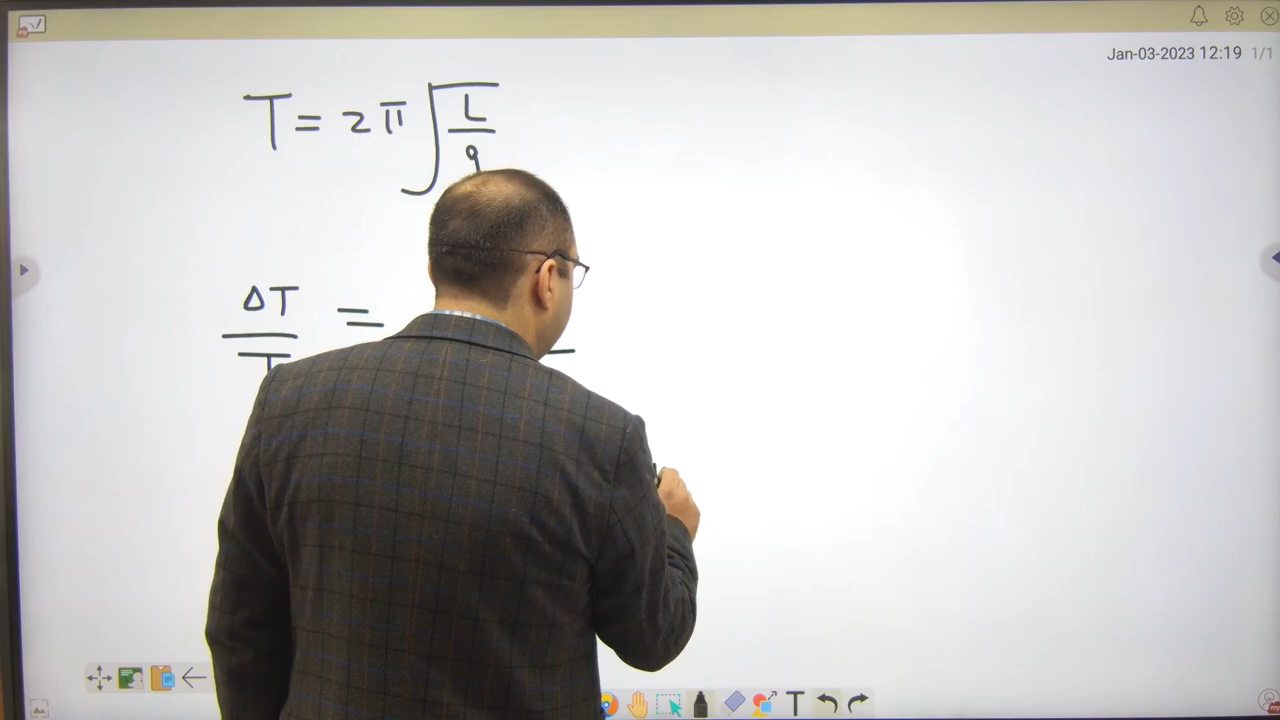 Jan-03-2023 12:19 1/1
T = 2π √(L/g)
ΔT/T =
T